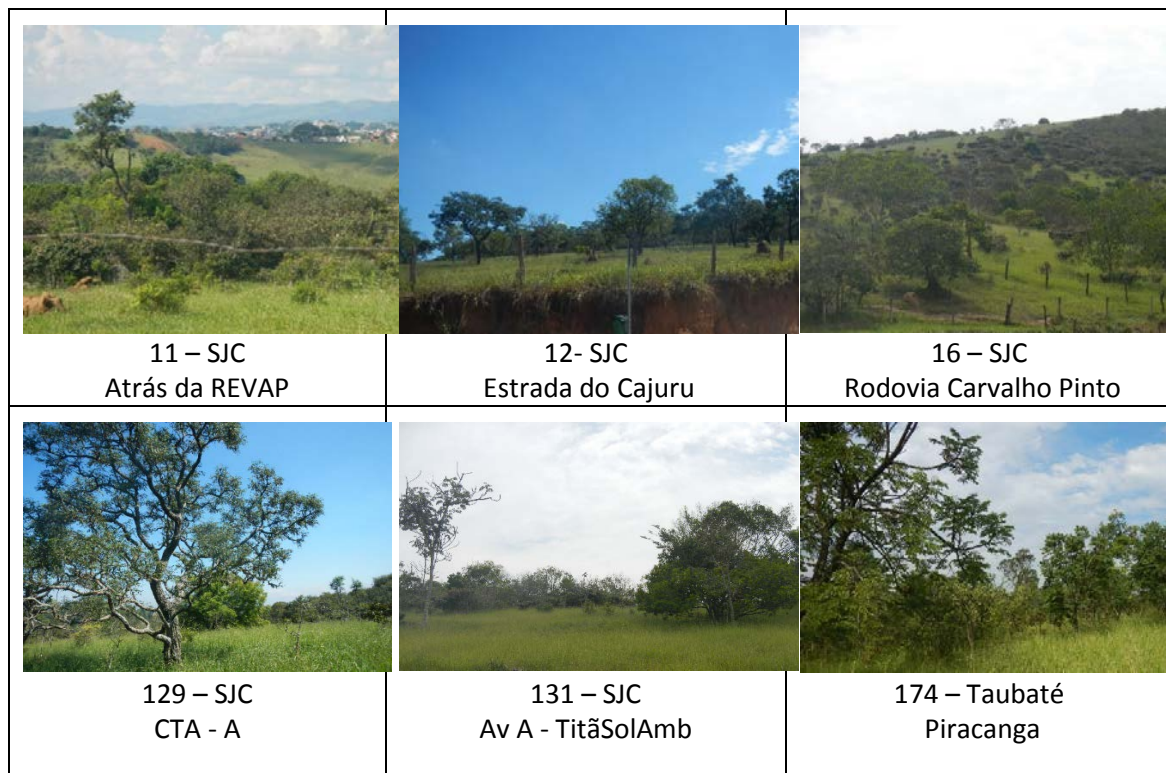 11 – SJC
Atrás da REVAP
12- SJC
Estrada do Cajuru
16 – SJC
Rodovia Carvalho Pinto
129 – SJC
CTA - A
131 – SJC
Av A - TitãSolAmb
174 – Taubaté
Piracanga